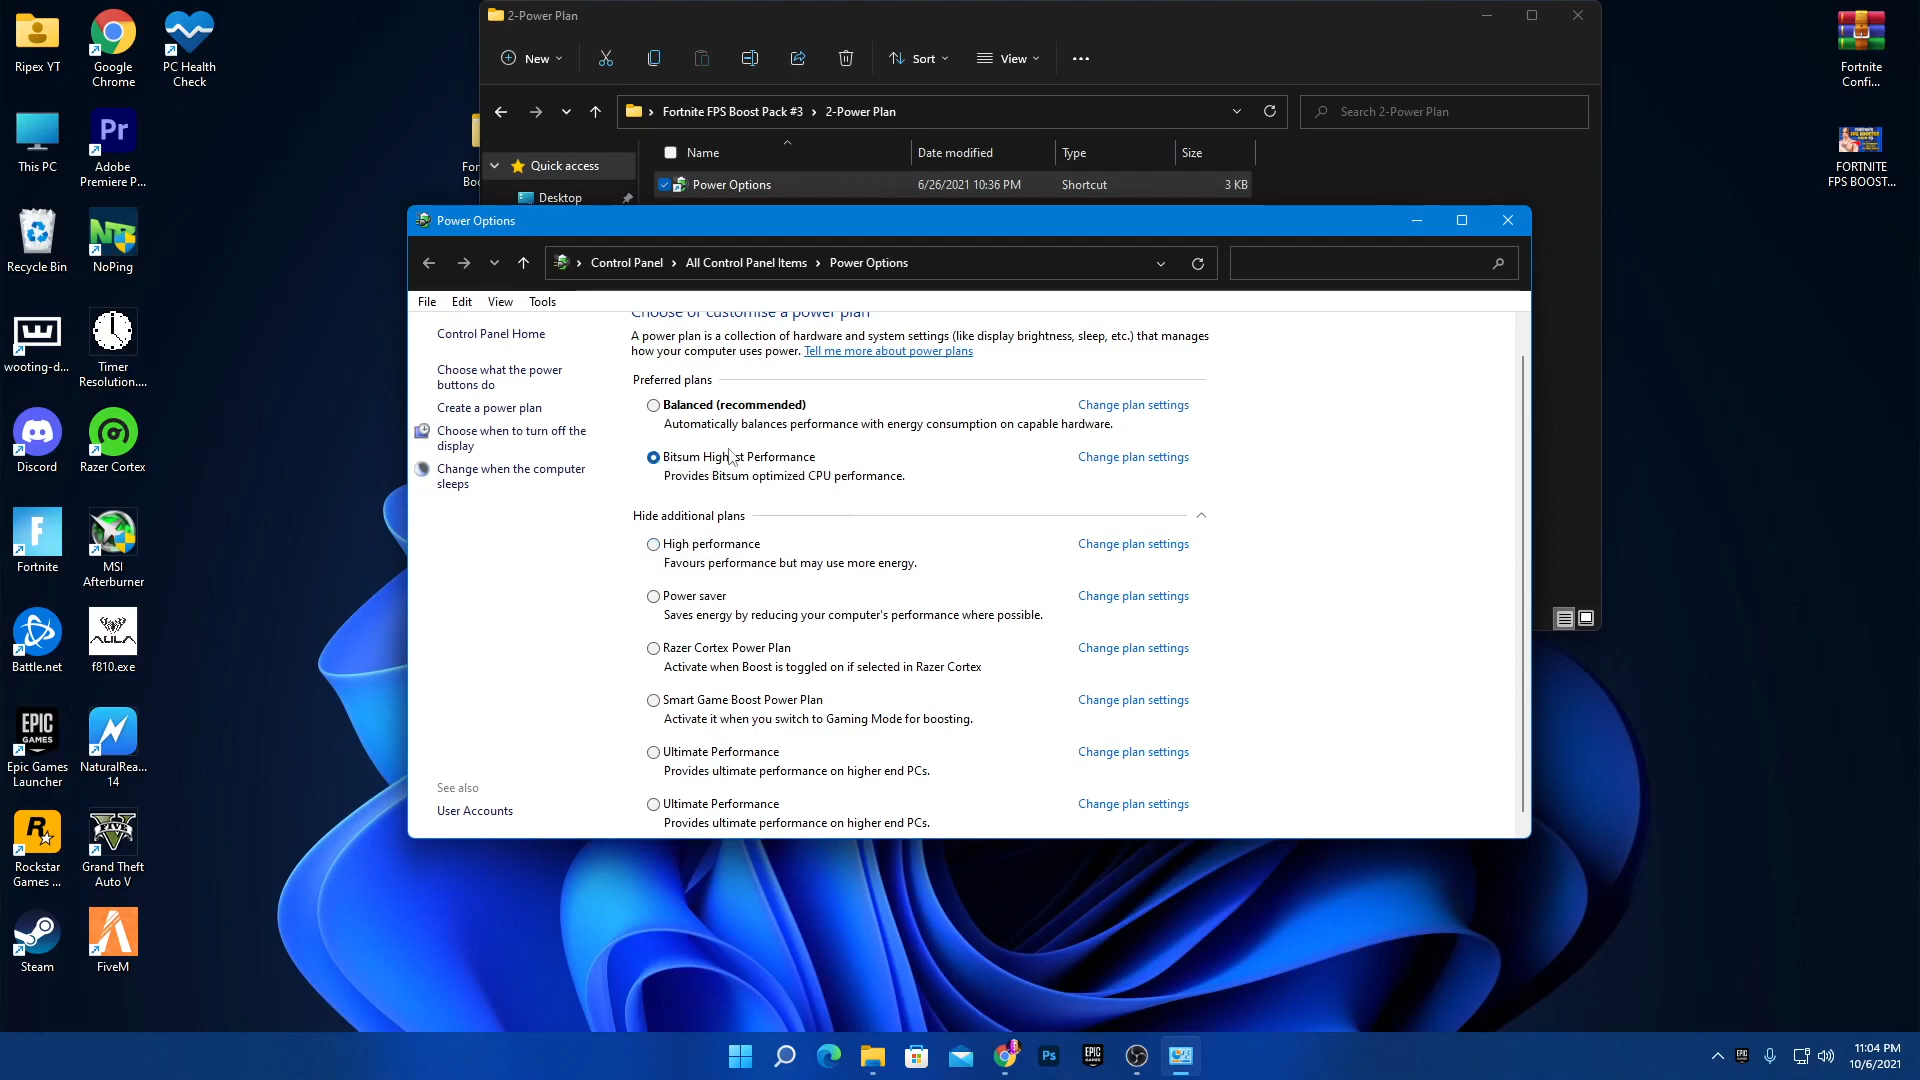 Ripex YT
Google
Chrome
PC Health
Check
This PC
Adobe
Premiere P...
Recycle Bin
NoPing
wooting-d...
Timer
Resolution....
Discord
Razer Cortex
Fortnite
MSI
Afterburner
Battle.net
AULA
f810.exe
EPIC
GAMES
Epic Games
Launcher
NaturalRea...
14
Rockstar
Games ...
Grand Theft
Auto V
Steam
FiveM
2-Power Plan
New
Sort
View
Fortnite FPS Boost Pack #3 › 2-Power Plan
Search 2-Power Plan
Name
Date modified
Type
Size
Quick access
Desktop
Power Options
6/26/2021 10:36 PM
Shortcut
3 KB
Power Options
Control Panel › All Control Panel Items › Power Options
File Edit View Tools
Control Panel Home
Choose what the power
buttons do
Create a power plan
Choose when to turn off the
display
Change when the computer
sleeps
See also
User Accounts
Choose or customise a power plan
A power plan is a collection of hardware and system settings (like display brightness, sleep, etc.) that manages
how your computer uses power. Tell me more about power plans
Preferred plans
Balanced (recommended) Change plan settings
Automatically balances performance with energy consumption on capable hardware.
Bitsum Highest Performance Change plan settings
Provides Bitsum optimized CPU performance.
Hide additional plans
High performance Change plan settings
Favours performance but may use more energy.
Power saver Change plan settings
Saves energy by reducing your computer's performance where possible.
Razer Cortex Power Plan Change plan settings
Activate when Boost is toggled on if selected in Razer Cortex
Smart Game Boost Power Plan Change plan settings
Activate it when you switch to Gaming Mode for boosting.
Ultimate Performance Change plan settings
Provides ultimate performance on higher end PCs.
Ultimate Performance Change plan settings
Provides ultimate performance on higher end PCs.
Fortnite
Confi...
FORTNITE
FPS BOOST...
11:04 PM
10/6/2021